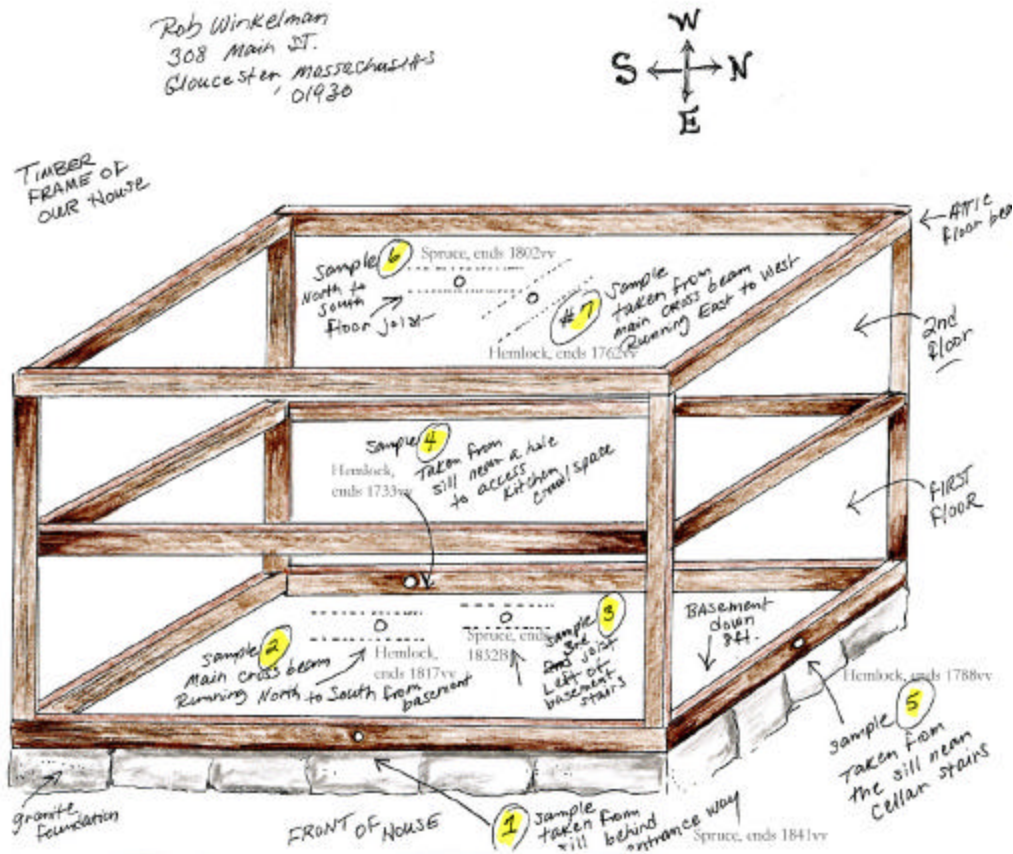 Rob Winkelman
308 Main ST.
Gloucester, Massachusetts
01930
W
S N
E
TIMBER
FRAME OF
OUR House
ATTIC
floor
Sample 6
North to
South
floor joist
Spruce, ends 1802vv
#7 Sample
taken from
main cross beam
Running East to West
Hemlock, ends 1762vv
2nd
floor
Sample 4
Taken from
sill near a hole
to access
Kitchen
crawl space
Hemlock,
ends 1733vv
FIRST
FLOOR
Sample 2
Main cross beam
Running North to South from
basement
Hemlock,
ends 1817vv
Sample 3
3rd
joist
Left of
basement
stairs
Spruce, ends
BASEment
down
8ft.
Hemlock, ends 1788vv
Sample 5
Taken from
the sill near
Cellar stairs
granite
foundation
FRONT OF HOUSE
1 Sample
taken from
sill behind
entrance way
Spruce, ends 1841vv